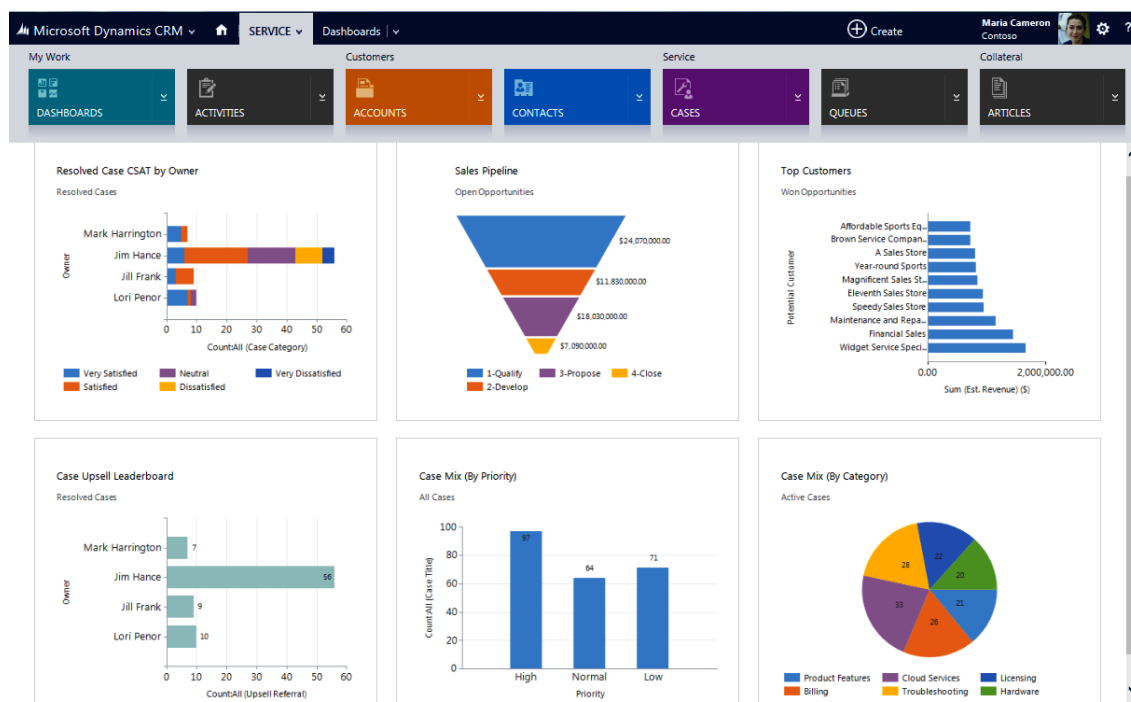 Microsoft Dynamics CRM SERVICE Dashboards Create Maria Cameron ?
Contoso
My Work Customers Service Collateral
DASHBOARDS ACTIVITIES ACCOUNTS CONTACTS CASES QUEUES ARTICLES
Resolved Case CSAT by Owner
Resolved Cases
Owner
Mark Harrington
Jim Hance
Jill Frank
Lori Penor
0 10 20 30 40 50 60
Count:All (Case Category)
Very Satisfied Neutral Very Dissatisfied
Satisfied Dissatisfied
Sales Pipeline
Open Opportunities
$24,070,000.00
$11,830,000.00
$18,030,000.00
$7,090,000.00
1-Qualify 3-Propose 4-Close
2-Develop
Top Customers
Won Opportunities
Potential Customer
Affordable Sports Eq...
Brown Service Compan...
A Sales Store
Year-round Sports
Magnificent Sales St...
Eleventh Sales Store
Speedy Sales Store
Maintenance and Repa...
Financial Sales
Widget Service Speci...
0.00 2,000,000.00
Sum (Est. Revenue) ($)
Case Upsell Leaderboard
Resolved Cases
Owner
Mark Harrington 7
Jim Hance 56
Jill Frank 9
Lori Penor 10
0 10 20 30 40 50 60
Count:All (Upsell Referral)
Case Mix (By Priority)
All Cases
Count:All (Case Title)
100
80
60
40
20
0
97
64
71
High Normal Low
Priority
Case Mix (By Category)
Active Cases
22
28
20
33
21
26
Product Features Cloud Services Licensing
Billing Troubleshooting Hardware